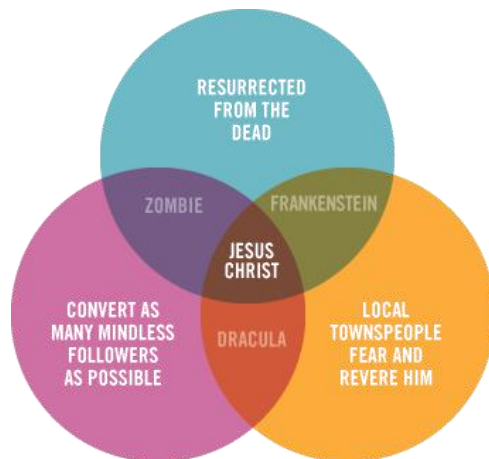 RESURRECTED
FROM THE
DEAD
ZOMBIE
FRANKENSTEIN
JESUS
CHRIST
CONVERT AS
MANY MINDLESS
FOLLOWERS
AS POSSIBLE
DRACULA
LOCAL
TOWNSPEOPLE
FEAR AND
REVERE HIM